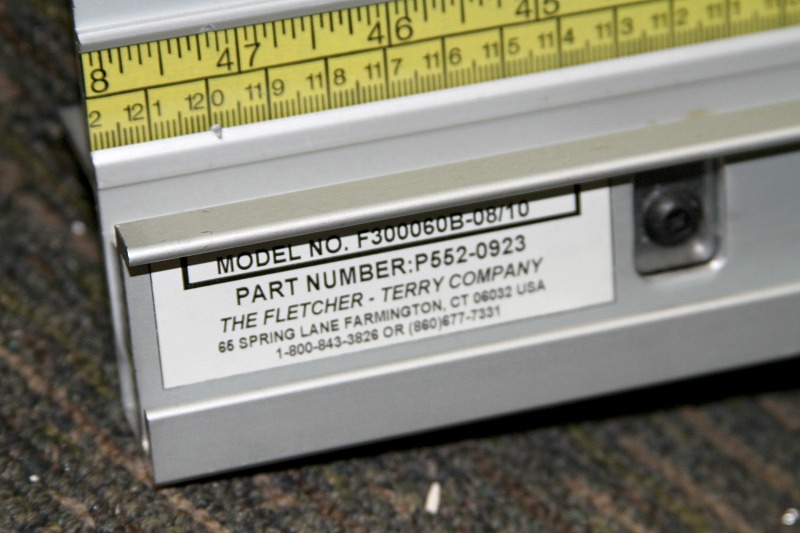 8 47 46 45
2 12 1 12 0 11 9 11 8 11 7 11 6 11 5 11 4 11 3 11 2 11 1
MODEL NO. F300060B-08/10
PART NUMBER:P552-0923
THE FLETCHER - TERRY COMPANY
65 SPRING LANE FARMINGTON, CT 06032 USA
1-800-843-3826 OR (860)677-7331